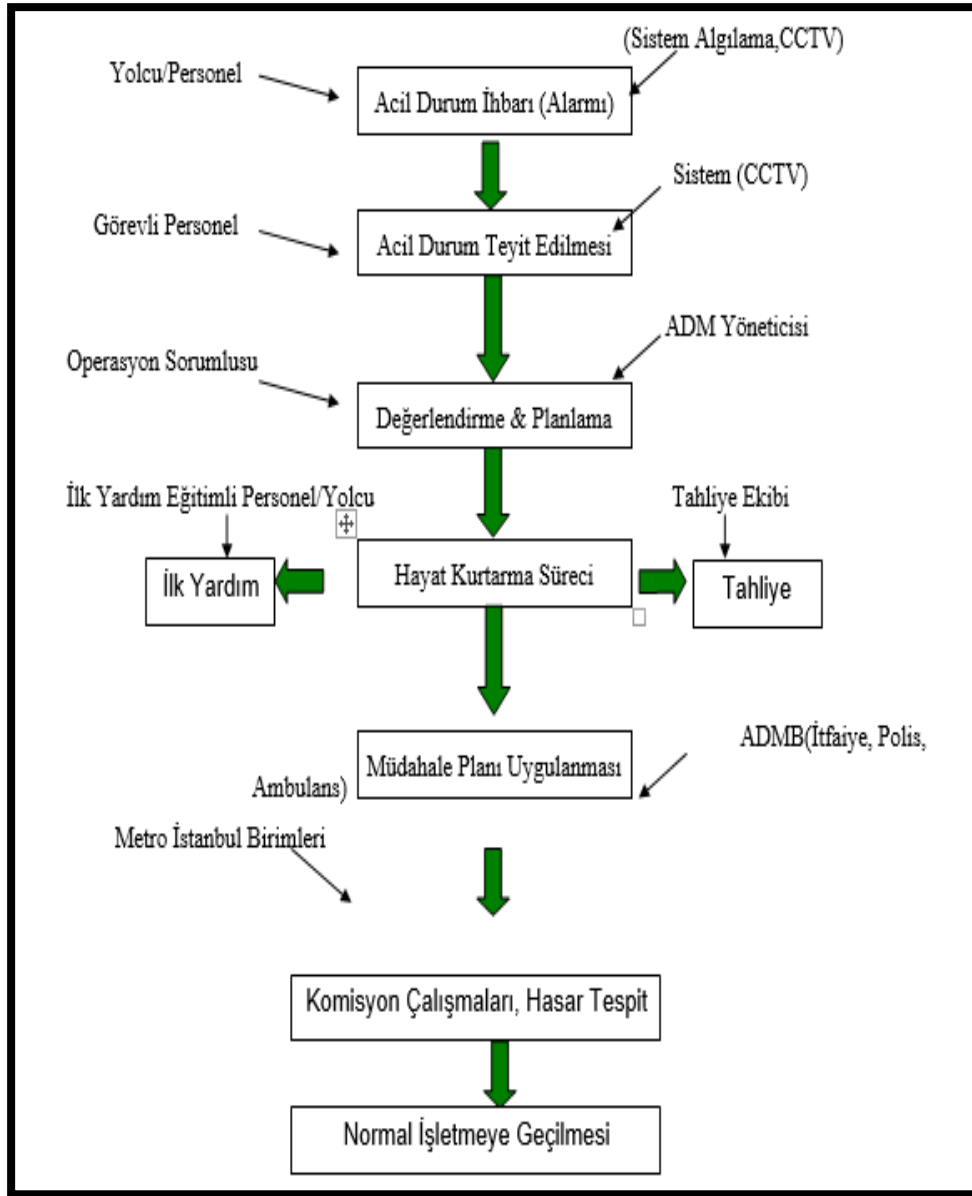 (Sistem Algılama,CCTV)
Yolcu/Personel
Acil Durum İhbarı (Alarmı)
Sistem (CCTV)
Görevli Personel
Acil Durum Teyit Edilmesi
ADM Yöneticisi
Operasyon Sorumlusu
Değerlendirme & Planlama
İlk Yardım Eğitimli Personel/Yolcu
Tahliye Ekibi
İlk Yardım
Hayat Kurtarma Süreci
Tahliye
ADMB(İtfaiye, Polis,
Müdahale Planı Uygulanması
Ambulans)
Metro İstanbul Birimleri
Komisyon Çalışmaları, Hasar Tespit
Normal İşletmeye Geçilmesi